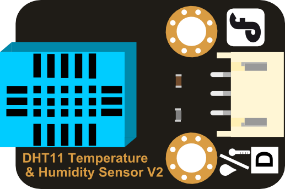 DHT11 Temperature
& Humidity Sensor V2
D